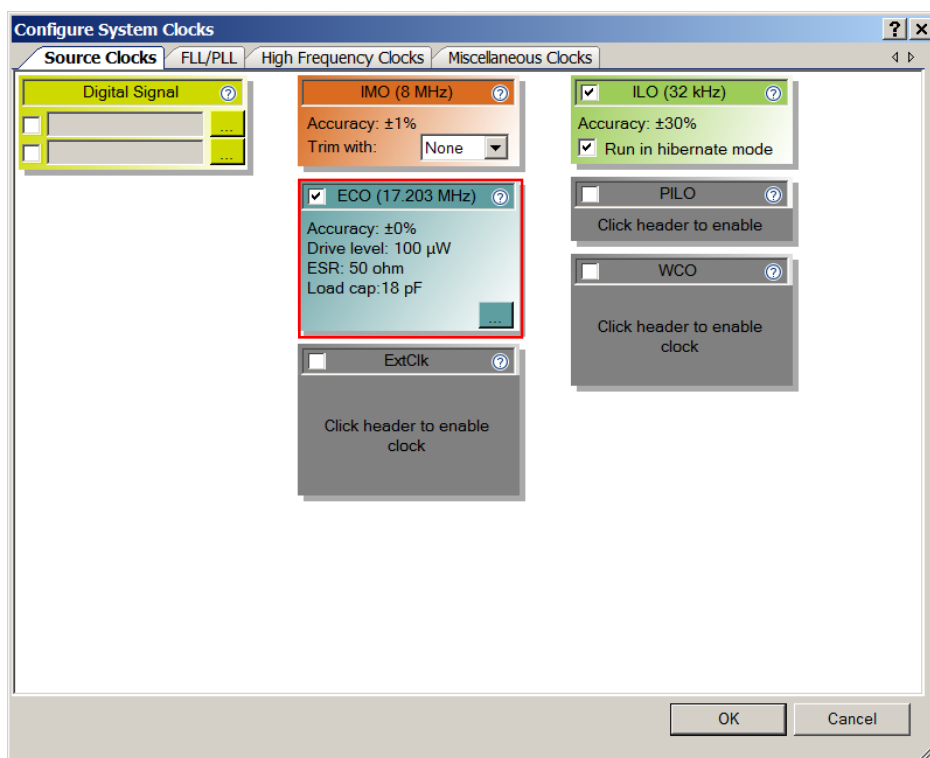 Configure System Clocks
Source Clocks
FLL/PLL
High Frequency Clocks
Miscellaneous Clocks
Digital Signal
...
...
IMO (8 MHz)
Accuracy: ±1%
Trim with: None
ECO (17.203 MHz)
Accuracy: ±0%
Drive level: 100 µW
ESR: 50 ohm
Load cap:18 pF
...
ExtClk
Click header to enable
clock
ILO (32 kHz)
Accuracy: ±30%
Run in hibernate mode
PILO
Click header to enable
WCO
Click header to enable
clock
OK
Cancel